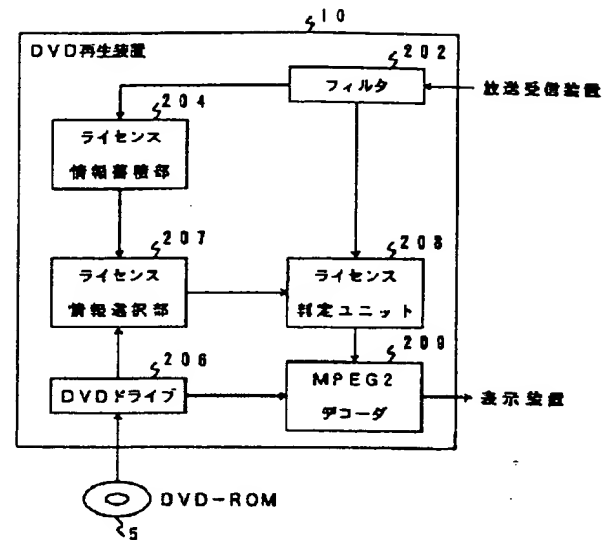 10
DVD再生装置
202
フィルタ
放送受信装置
204
ライセンス
情報蓄積部
207
ライセンス
情報選択部
208
ライセンス
判定ユニット
206
DVDドライブ
209
MPEG2
デコーダ
表示装置
DVD-ROM
5